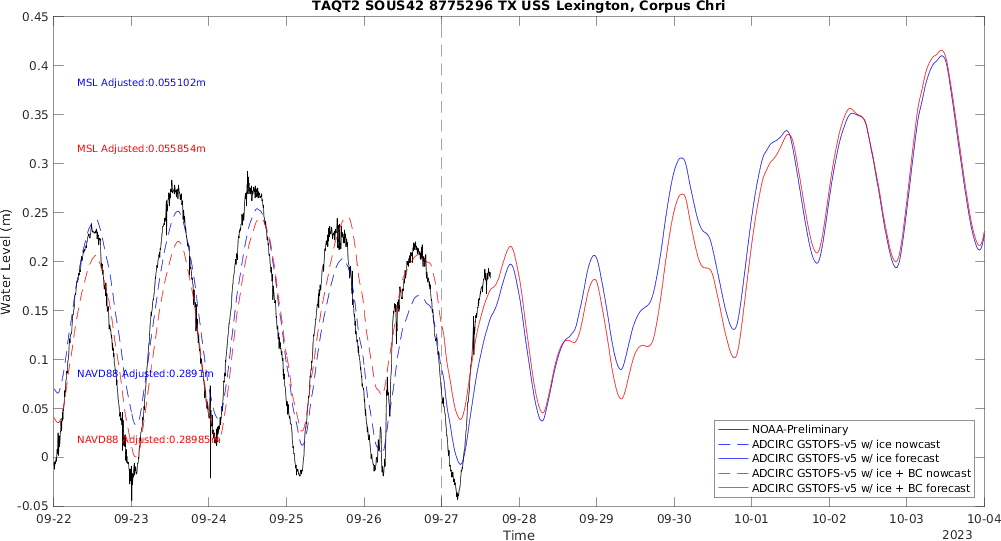 TAQT2 SOUS42 8775296 TX USS Lexington, Corpus Chri
0.45
0.4
0.35
0.3
0.25
0.2
0.15
0.1
0.05
0
-0.05
Water Level (m)
MSL Adjusted:0.055102m
MSL Adjusted:0.055854m
NAVD88 Adjusted:0.2891m
NAVD88 Adjusted:0.28985m
NOAA-Preliminary
ADCIRC GSTOFS-v5 w/ ice nowcast
ADCIRC GSTOFS-v5 w/ ice forecast
ADCIRC GSTOFS-v5 w/ ice + BC nowcast
ADCIRC GSTOFS-v5 w/ ice + BC forecast
09-22 09-23 09-24 09-25 09-26 09-27 09-28 09-29 09-30 10-01 10-02 10-03 10-04
Time
2023